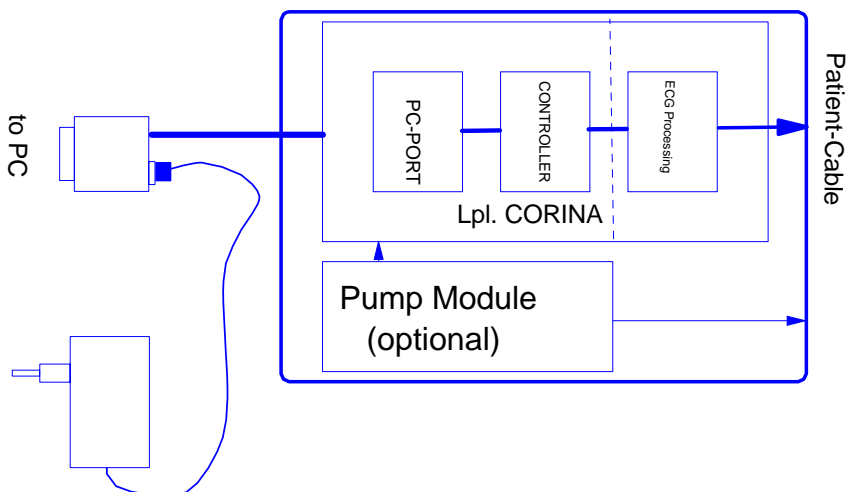 to PC
PC-PORT
CONTROLLER
ECG Processing
Patient-Cable
Lpl. CORINA
Pump Module
(optional)